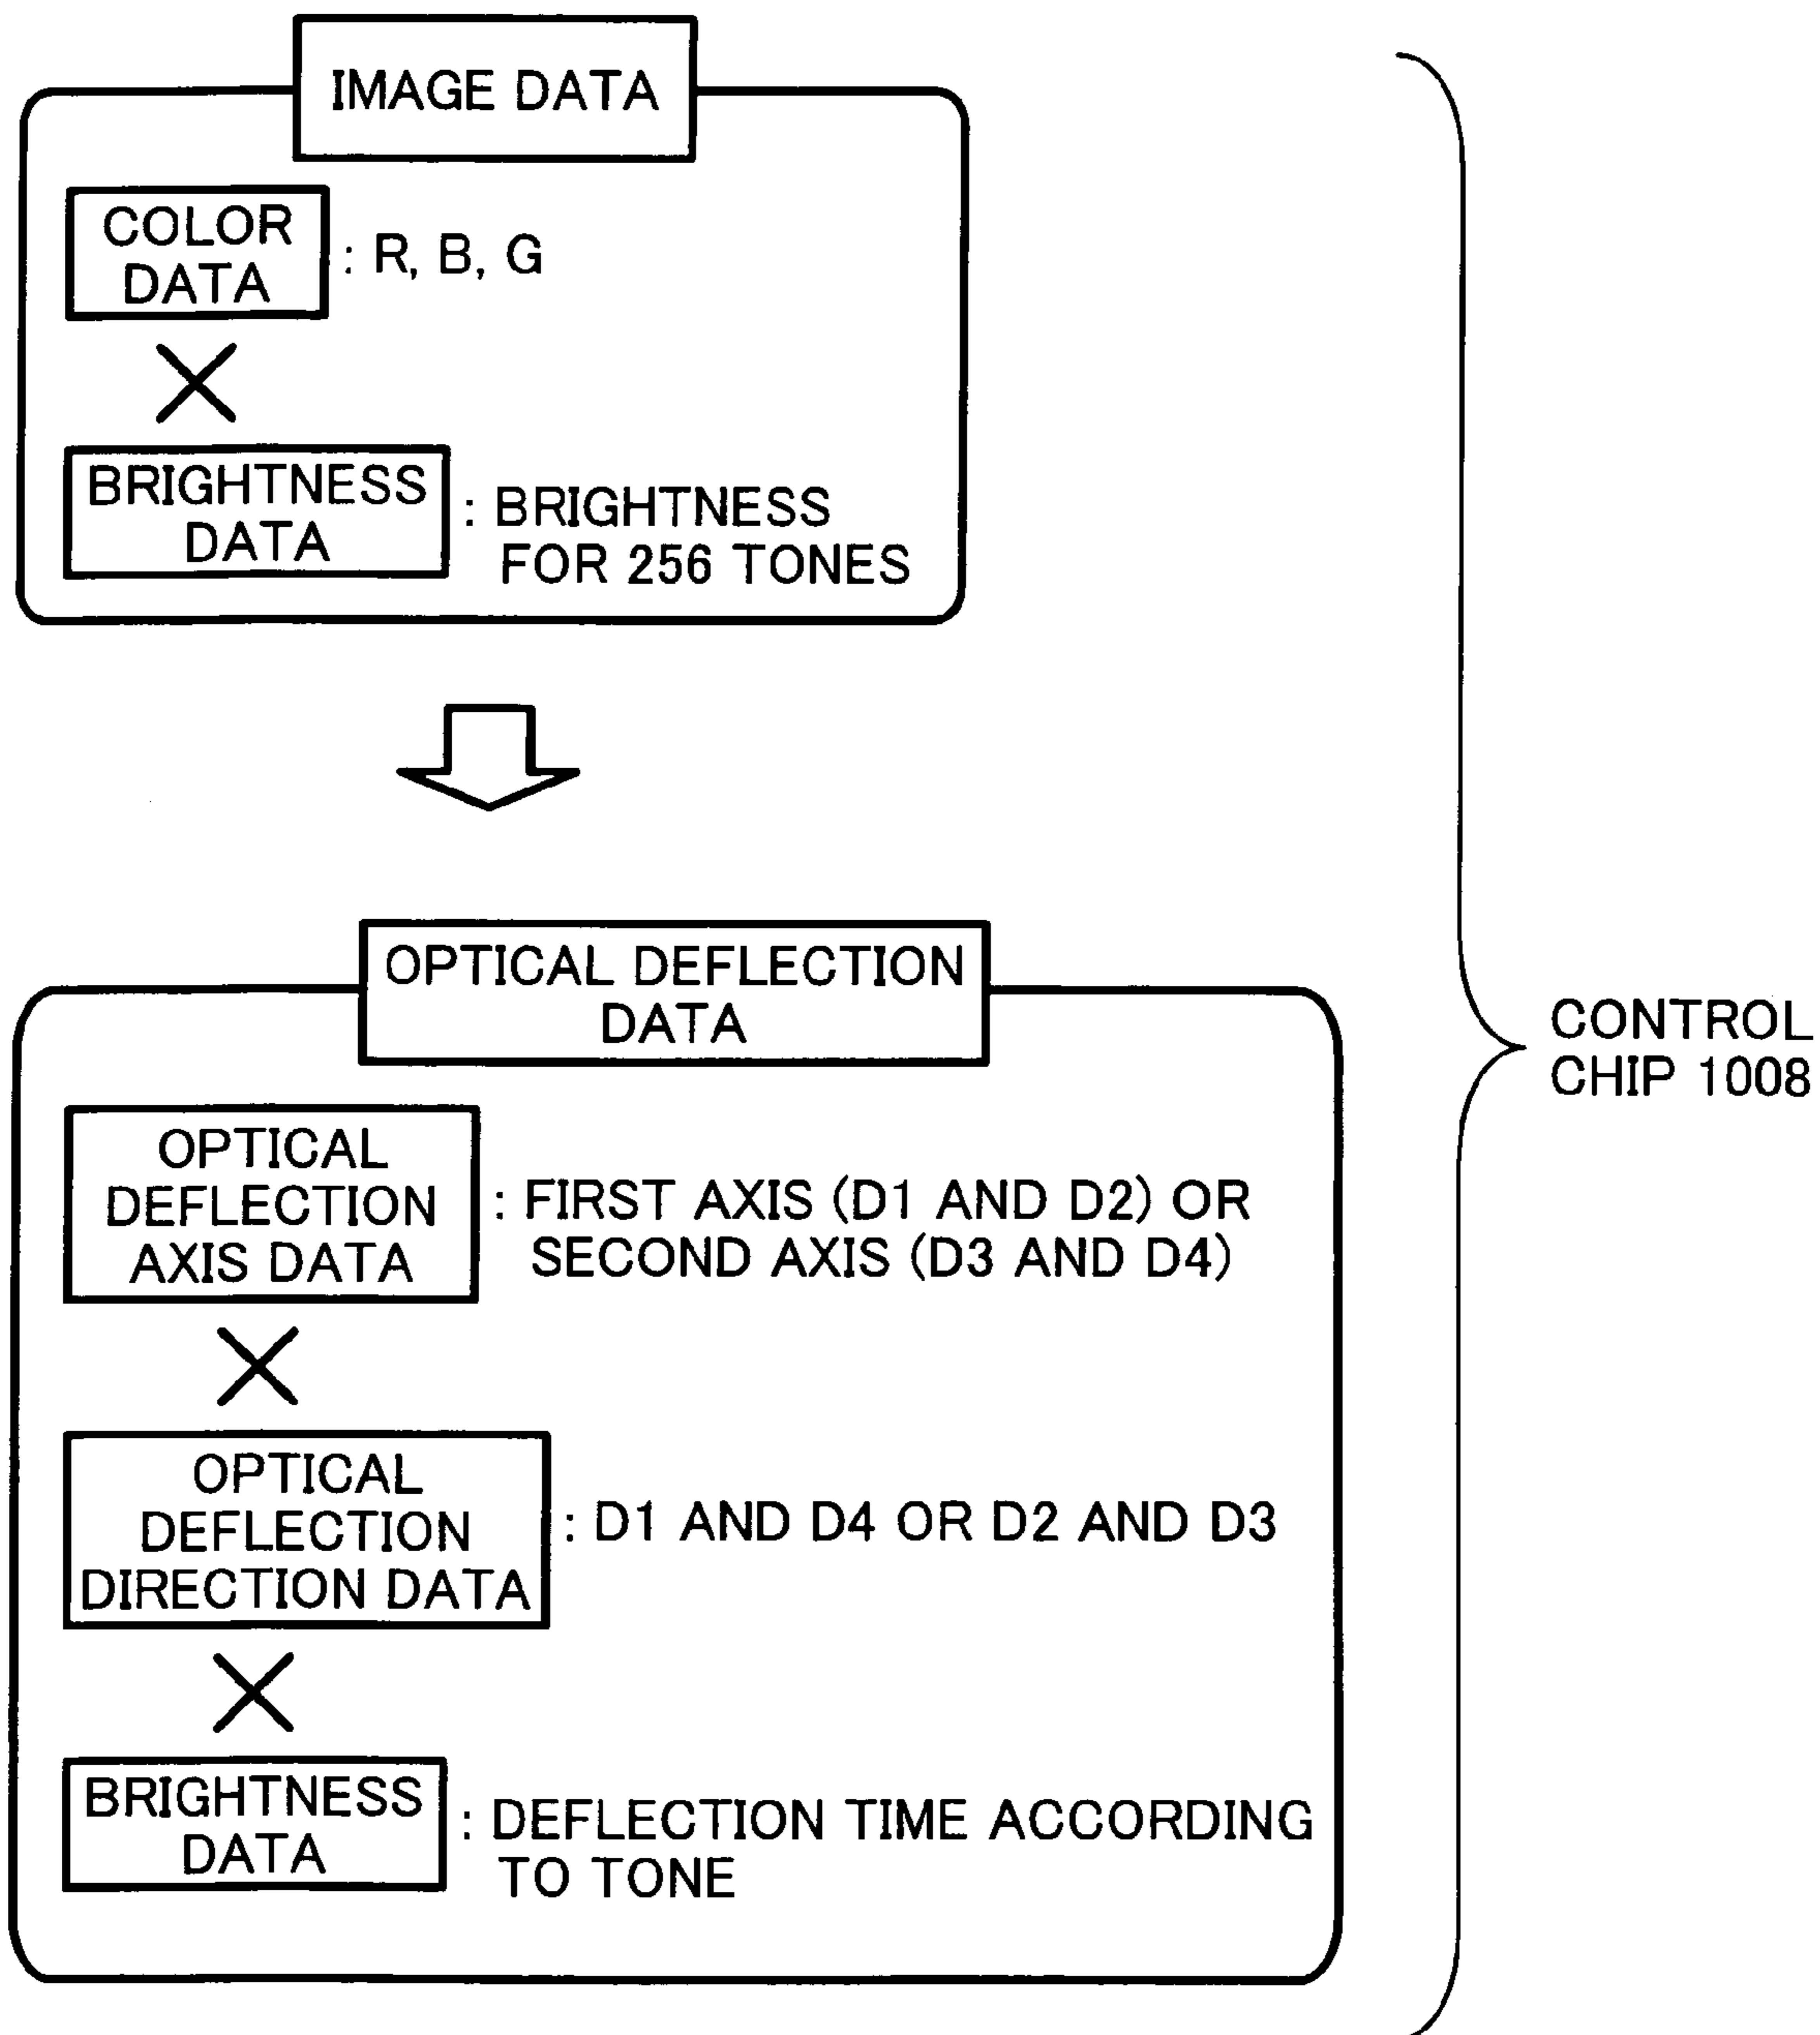 IMAGE DATA
COLOR
DATA
: R, B, G
BRIGHTNESS
DATA
: BRIGHTNESS
FOR 256 TONES
OPTICAL DEFLECTION
DATA
OPTICAL
DEFLECTION
AXIS DATA
: FIRST AXIS (D1 AND D2) OR
SECOND AXIS (D3 AND D4)
OPTICAL
DEFLECTION
DIRECTION DATA
: D1 AND D4 OR D2 AND D3
BRIGHTNESS
DATA
: DEFLECTION TIME ACCORDING
TO TONE
CONTROL
CHIP 1008